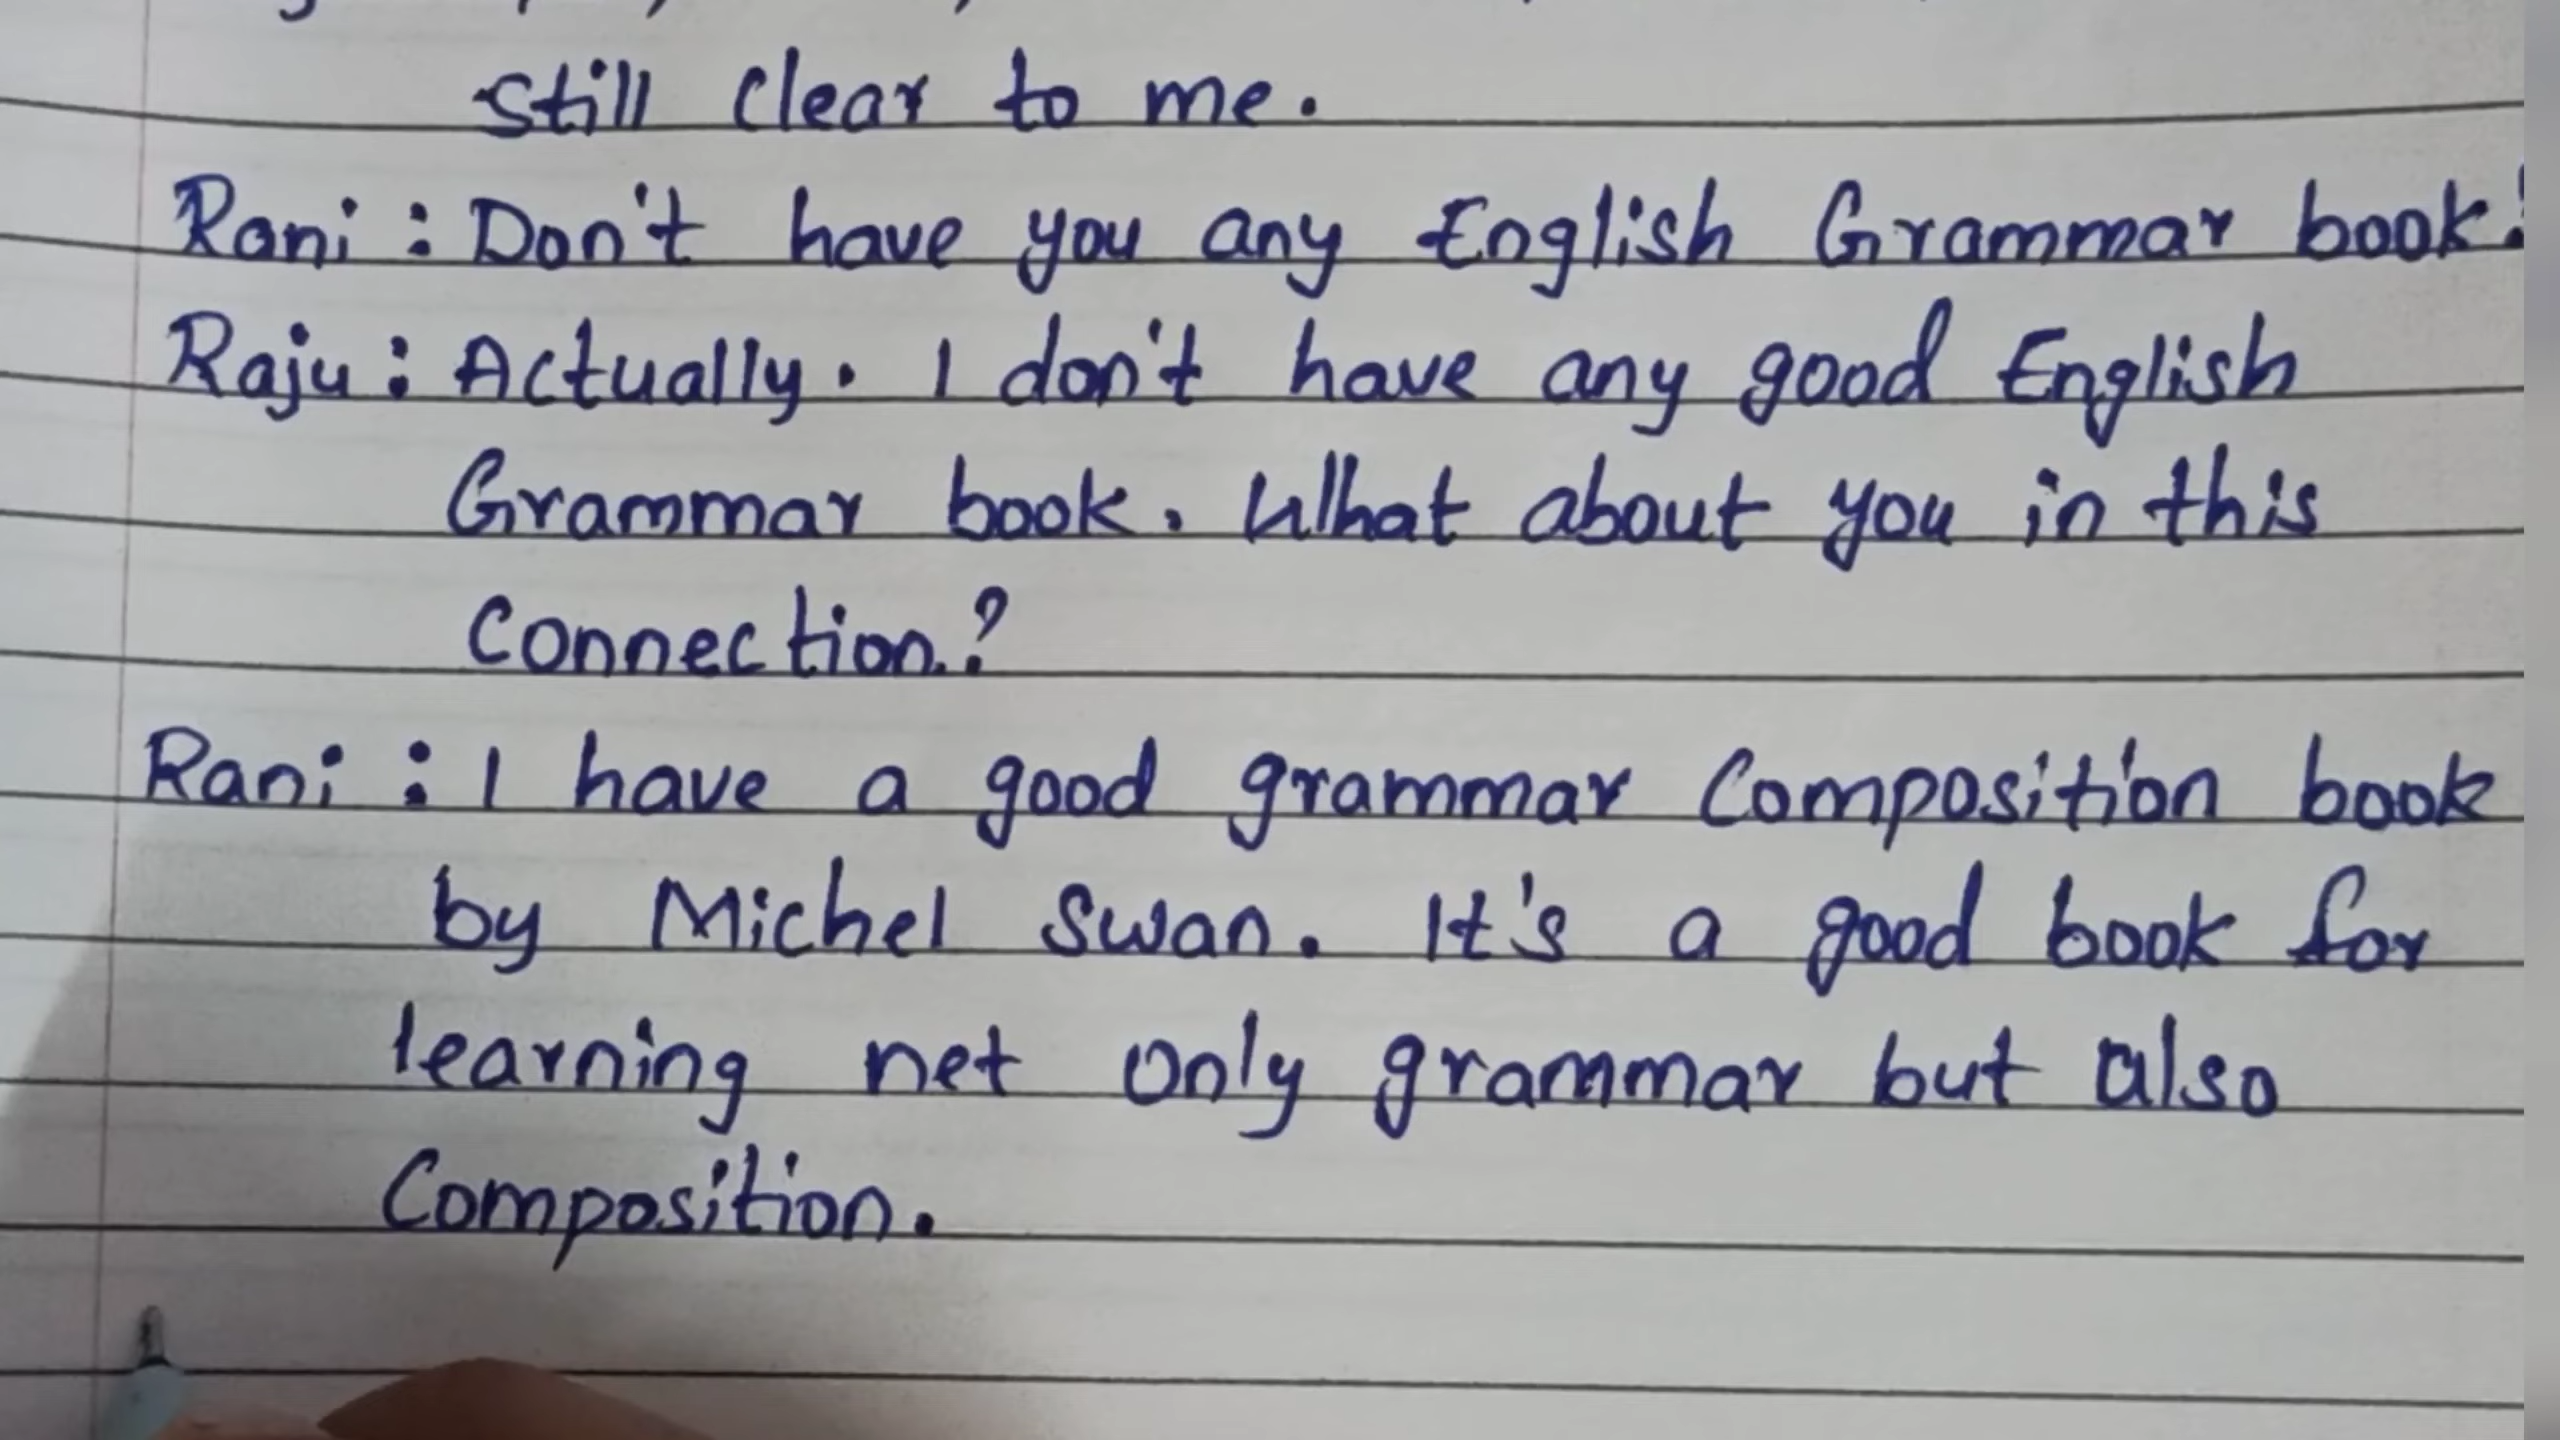 still clear to me.
Rani : Don't have you any English Grammar book?
Raju : Actually. I don't have any good English
Grammar book. What about you in this
Connection.?
Rani : I have a good grammar Composition book
by Michel Swan. It's a good book for
learning net only grammar but also
Composition.